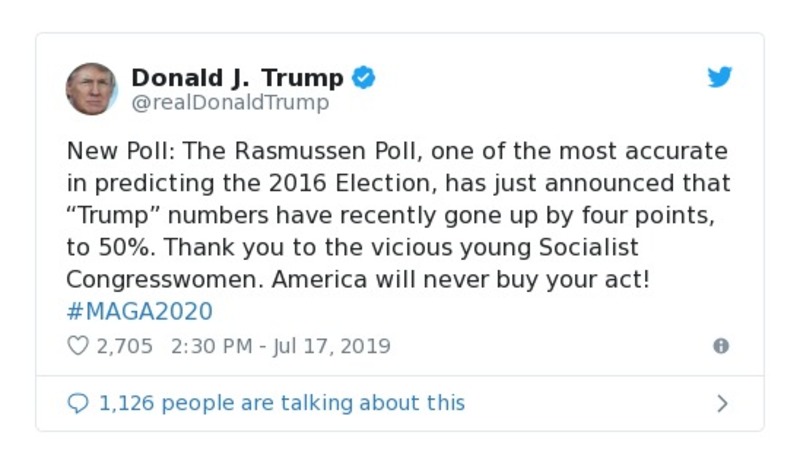 Donald J. Trump
@realDonaldTrump
New Poll: The Rasmussen Poll, one of the most accurate
in predicting the 2016 Election, has just announced that
“Trump” numbers have recently gone up by four points,
to 50%. Thank you to the vicious young Socialist
Congresswomen. America will never buy your act!
#MAGA2020
2,705 2:30 PM - Jul 17, 2019
1,126 people are talking about this